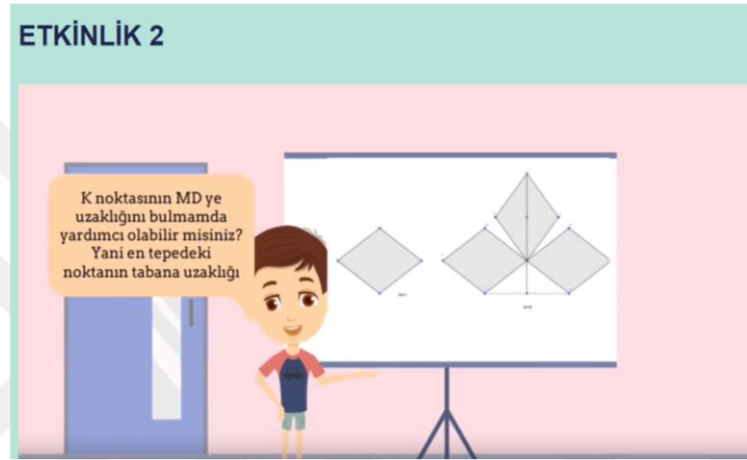 ETKİNLİK 2
K noktasının MD ye
uzaklığını bulmamda
yardımcı olabilir misiniz?
Yani en tepedeki
noktanın tabana uzaklığı